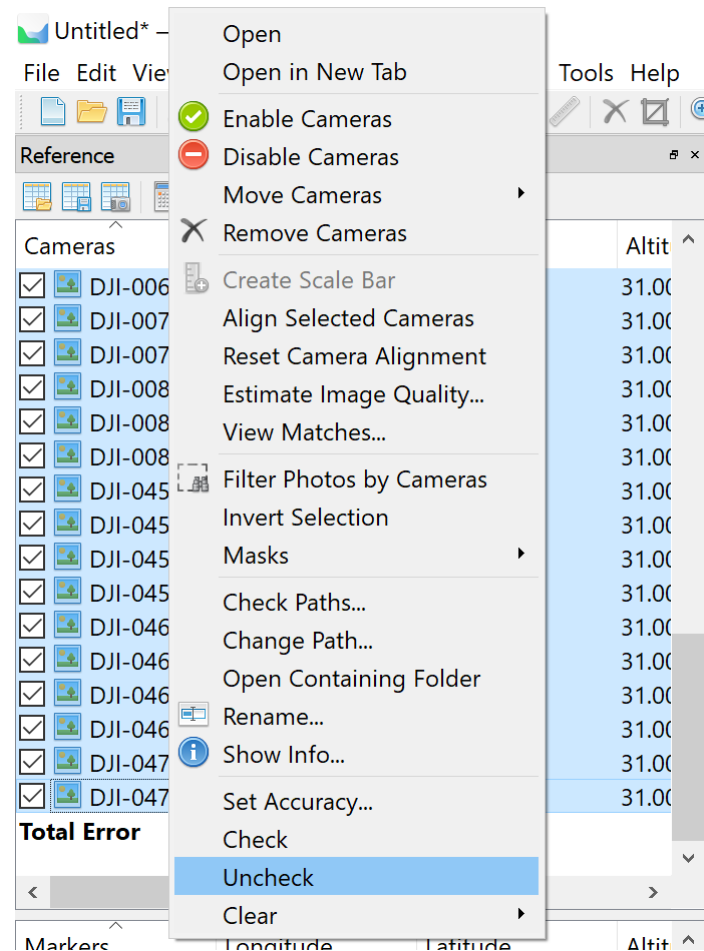 Untitled* –
Open
Open in New Tab
File Edit Vie Tools Help
Enable Cameras
Reference
Disable Cameras
Move Cameras
Remove Cameras
Cameras Altit
Create Scale Bar
DJI-006 31.00
Align Selected Cameras
DJI-007 31.00
Reset Camera Alignment
DJI-007 31.00
Estimate Image Quality...
DJI-008 31.00
View Matches...
DJI-008 31.00
DJI-008 31.00
Filter Photos by Cameras
DJI-045 31.00
Invert Selection
DJI-045 31.00
Masks
DJI-045 31.00
DJI-045 31.00
Check Paths...
DJI-046 31.00
Change Path...
DJI-046 31.00
Open Containing Folder
DJI-046 31.00
Rename...
DJI-046 31.00
Show Info...
DJI-047 31.00
DJI-047 31.00
Set Accuracy...
Total Error
Check
Uncheck
Clear
Markers Longitude Latitude Altit